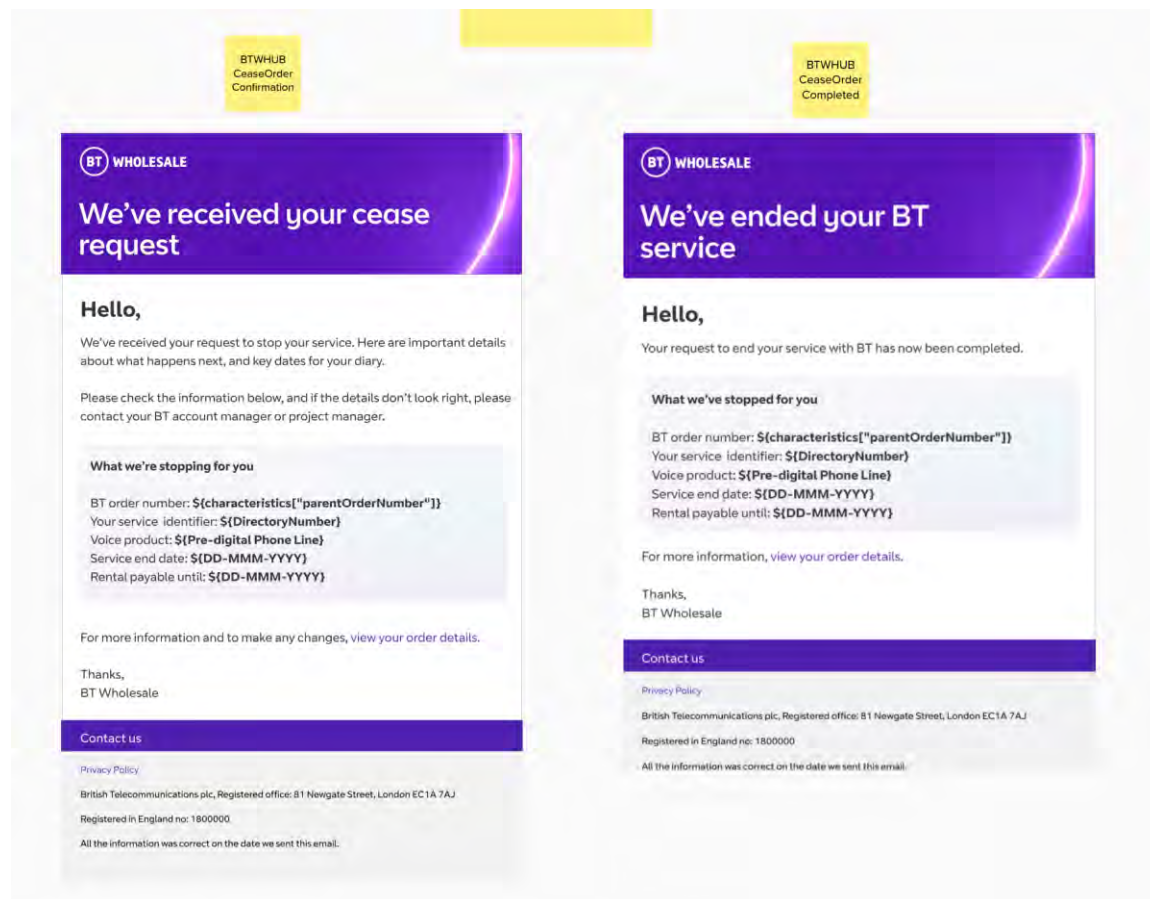 BTWHUB
CeaseOrder
Confirmation
BT WHOLESALE
We've received your cease
request
Hello,
We've received your request to stop your service. Here are important details
about what happens next, and key dates for your diary.
Please check the information below, and if the details don't look right, please
contact your BT account manager or project manager.
What we're stopping for you
BT order number: ${characteristics["parentOrderNumber"]}
Your service identifier: ${DirectoryNumber}
Voice product: ${Pre-digital Phone Line}
Service end date: ${DD-MMM-YYYY}
Rental payable until: ${DD-MMM-YYYY}
For more information and to make any changes, view your order details.
Thanks,
BT Wholesale
Contact us
Privacy Policy
British Telecommunications plc, Registered office: 81 Newgate Street, London EC1A 7AJ
Registered in England no: 1800000
All the information was correct on the date we sent this email.
BTWHUB
CeaseOrder
Completed
BT WHOLESALE
We've ended your BT
service
Hello,
Your request to end your service with BT has now been completed.
What we've stopped for you
BT order number: ${characteristics["parentOrderNumber"]}
Your service identifier: ${DirectoryNumber}
Voice product: ${Pre-digital Phone Line}
Service end date: ${DD-MMM-YYYY}
Rental payable until: ${DD-MMM-YYYY}
For more information, view your order details.
Thanks,
BT Wholesale
Contact us
Privacy Policy
British Telecommunications plc, Registered office: 81 Newgate Street, London EC1A 7AJ
Registered in England no: 1800000
All the information was correct on the date we sent this email.